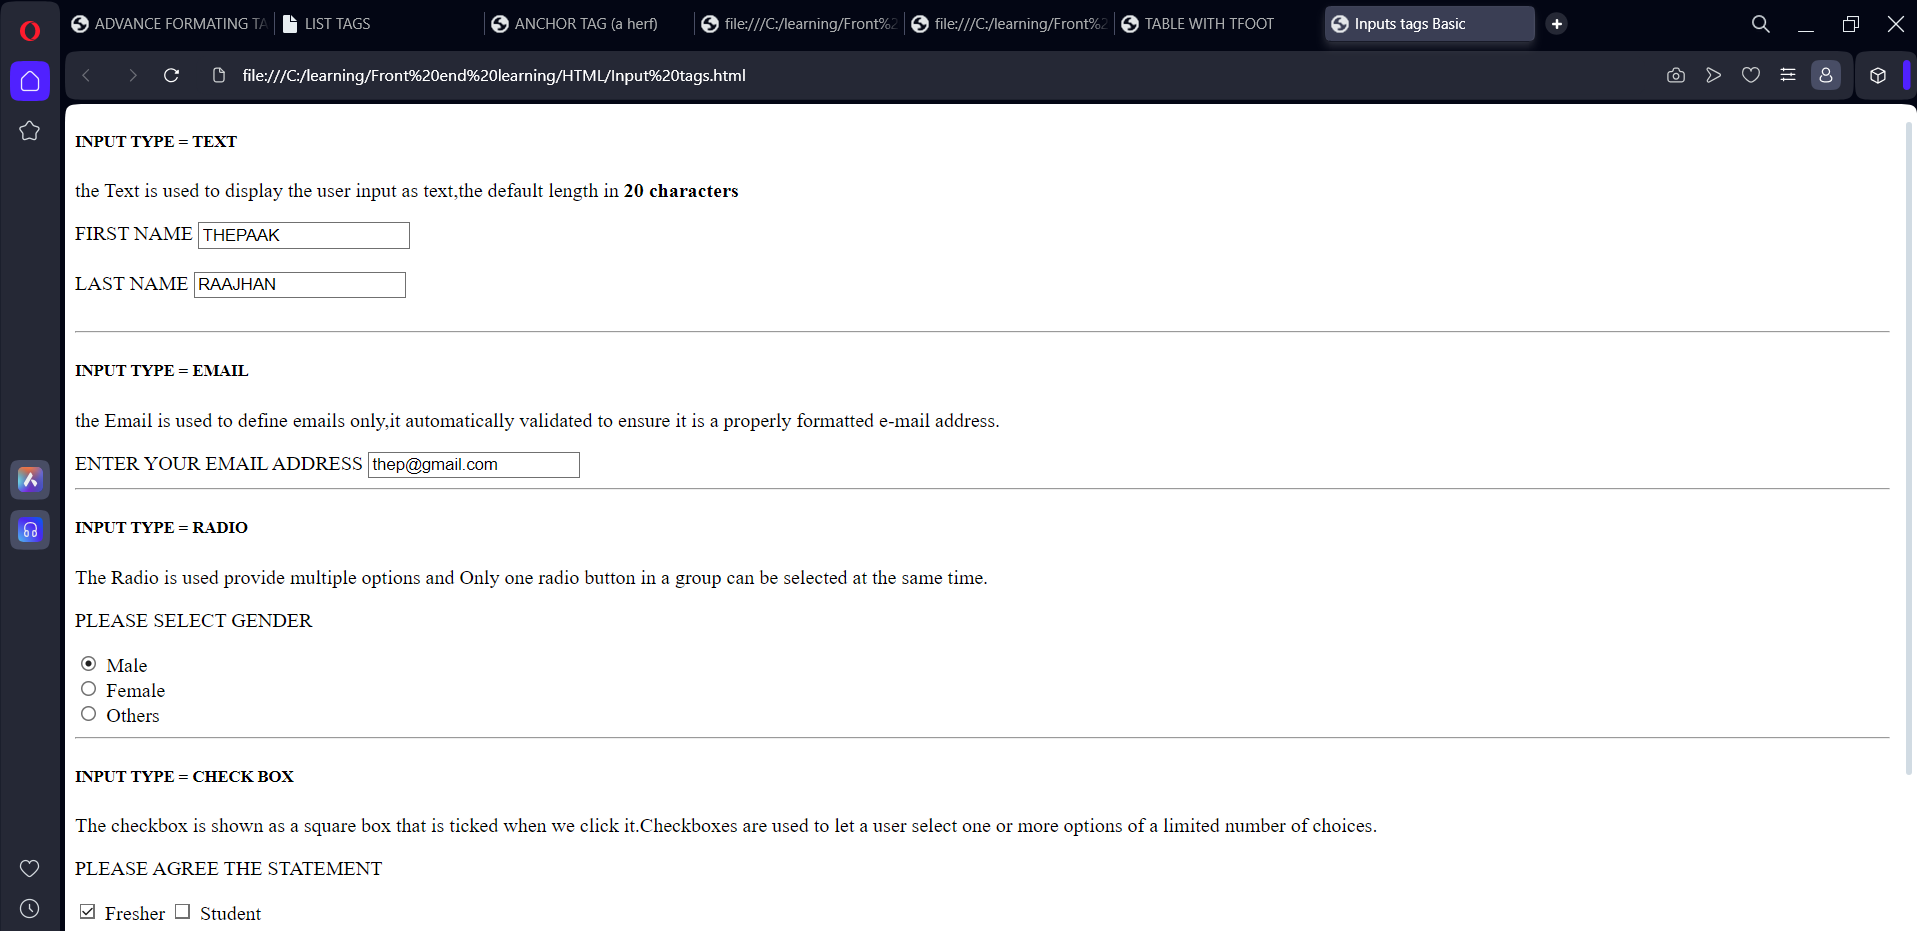 ADVANCE FORMATING TA
LIST TAGS
ANCHOR TAG (a herf)
file:///C:/learning/Front%2
file:///C:/learning/Front%2
TABLE WITH TFOOT
Inputs tags Basic
file:///C:/learning/Front%20end%20learning/HTML/Input%20tags.html
INPUT TYPE = TEXT
the Text is used to display the user input as text,the default length in 20 characters
FIRST NAME THEPAAK
LAST NAME RAAJHAN
INPUT TYPE = EMAIL
the Email is used to define emails only,it automatically validated to ensure it is a properly formatted e-mail address.
ENTER YOUR EMAIL ADDRESS thep@gmail.com
INPUT TYPE = RADIO
The Radio is used provide multiple options and Only one radio button in a group can be selected at the same time.
PLEASE SELECT GENDER
Male
Female
Others
INPUT TYPE = CHECK BOX
The checkbox is shown as a square box that is ticked when we click it.Checkboxes are used to let a user select one or more options of a limited number of choices.
PLEASE AGREE THE STATEMENT
Fresher Student